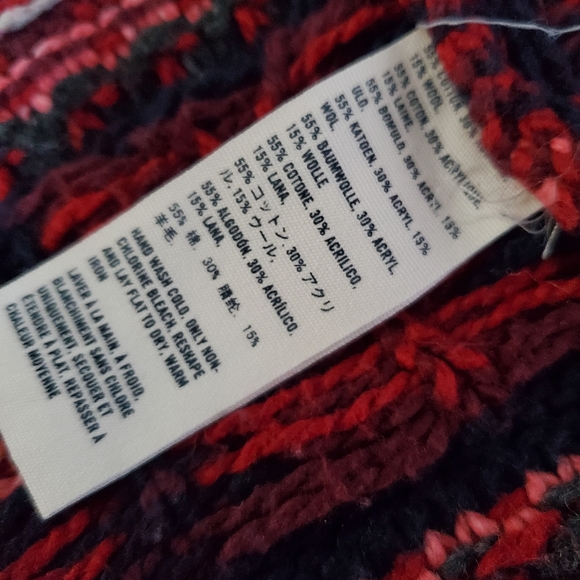 55% COTON 30%
15% WOOL
55% COTON, 30% ACRYLIQUE,
15% LAINE.
55% BOMULD, 30% ACRYL, 15%
ULD.
55% KATOEN, 30% ACRYL, 15%
WOL.
55% BAUMWOLLE, 30% ACRYL
15% WOLLE
55% COTONE, 30% ACRILICO,
15% LANA.
55% コットン, 30% アクリ
ル, 15% ウール.
55% ALGODÓN, 30% ACRÍLICO,
15% LANA.
55% 棉, 30% 腈纶, 15%
羊毛.
HAND WASH COLD, ONLY NON-
CHLORINE BLEACH, RESHAPE
AND LAY FLAT TO DRY, WARM
IRON
LAVER À LA MAIN À FROID,
BLANCHIMENT SANS CHLORE
UNIQUEMENT, SECOUER ET
ÉTENDRE À PLAT, REPASSER À
CHALEUR MOYENNE